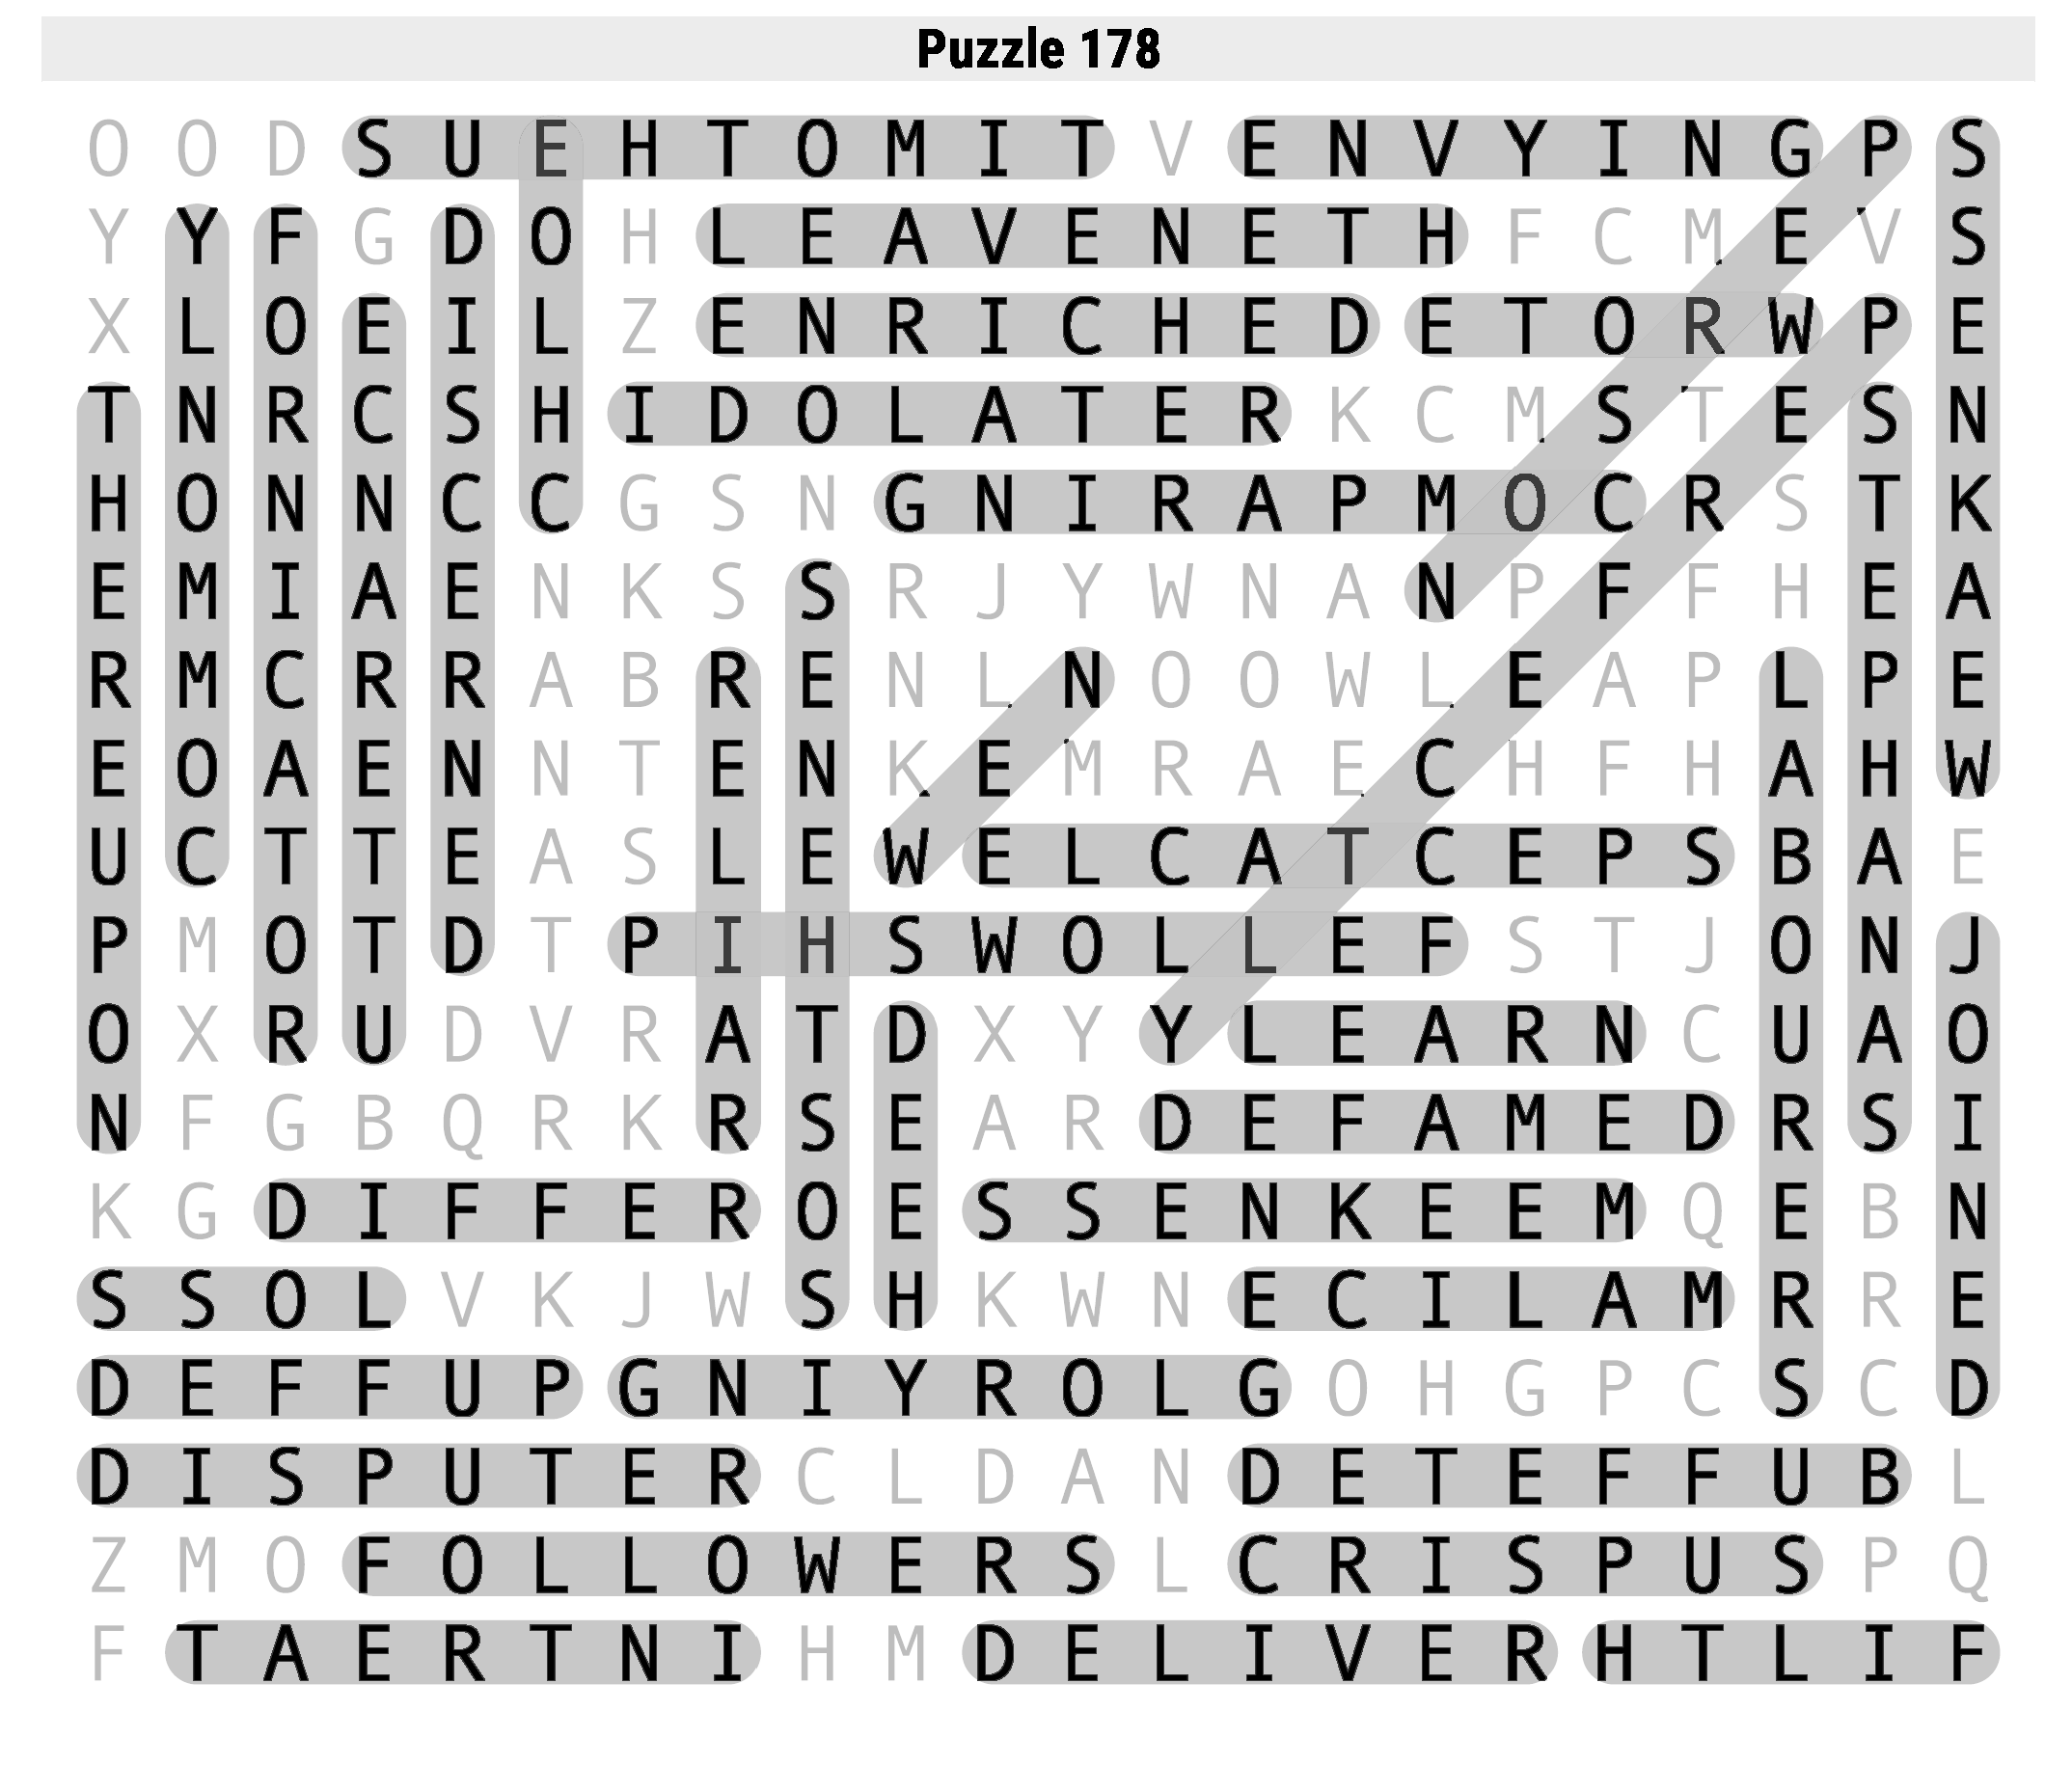 Puzzle 178
O O D S U E H T O M I T V E N V Y I N G P S
Y Y F G D O H L E A V E N E T H F C M E V S
X L O E I L Z E N R I C H E D E T O R W P E
T N R C S H I D O L A T E R K C M S T E S N
H O N N C C G S N G N I R A P M O C R S T K
E M I A E N K S S R J Y W N A N P F F H E A
R M C R R A B R E N L N O O W L E A P L P E
E O A E N N T E N K E M R A E C H F H A H W
U C T T E A S L E W E L C A T C E P S B A E
P M O T D T P I H S W O L L E F S T J O N J
O X R U D V R A T D X Y Y L E A R N C U A O
N F G B Q R K R S E A R D E F A M E D R S I
K G D I F F E R O E S S E N K E E M Q E B N
S S O L V K J W S H K W N E C I L A M R R E
D E F F U P G N I Y R O L G O H G P C S C D
D I S P U T E R C L D A N D E T E F F U B L
Z M O F O L L O W E R S L C R I S P U S P Q
F T A E R T N I H M D E L I V E R H T L I F